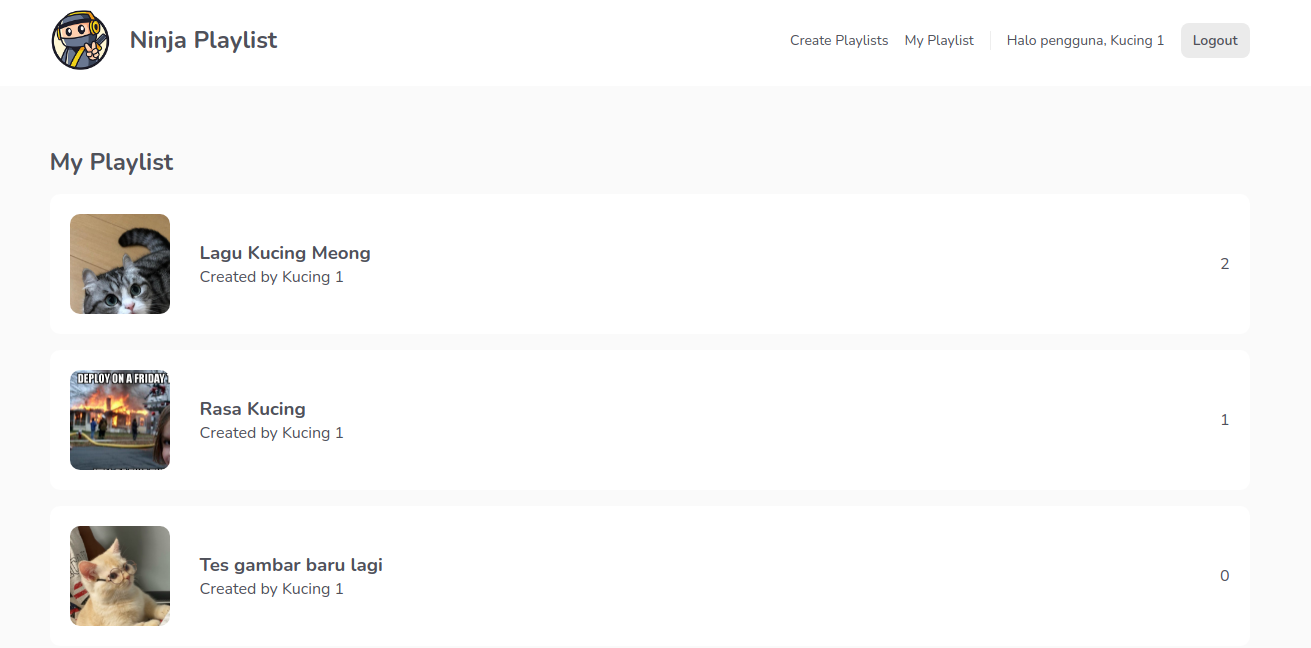 Ninja Playlist
Create Playlists
My Playlist
Halo pengguna, Kucing 1
Logout
My Playlist
Lagu Kucing Meong
Created by Kucing 1
2
DEPLOY ON A FRIDAY
Rasa Kucing
Created by Kucing 1
1
Tes gambar baru lagi
Created by Kucing 1
0